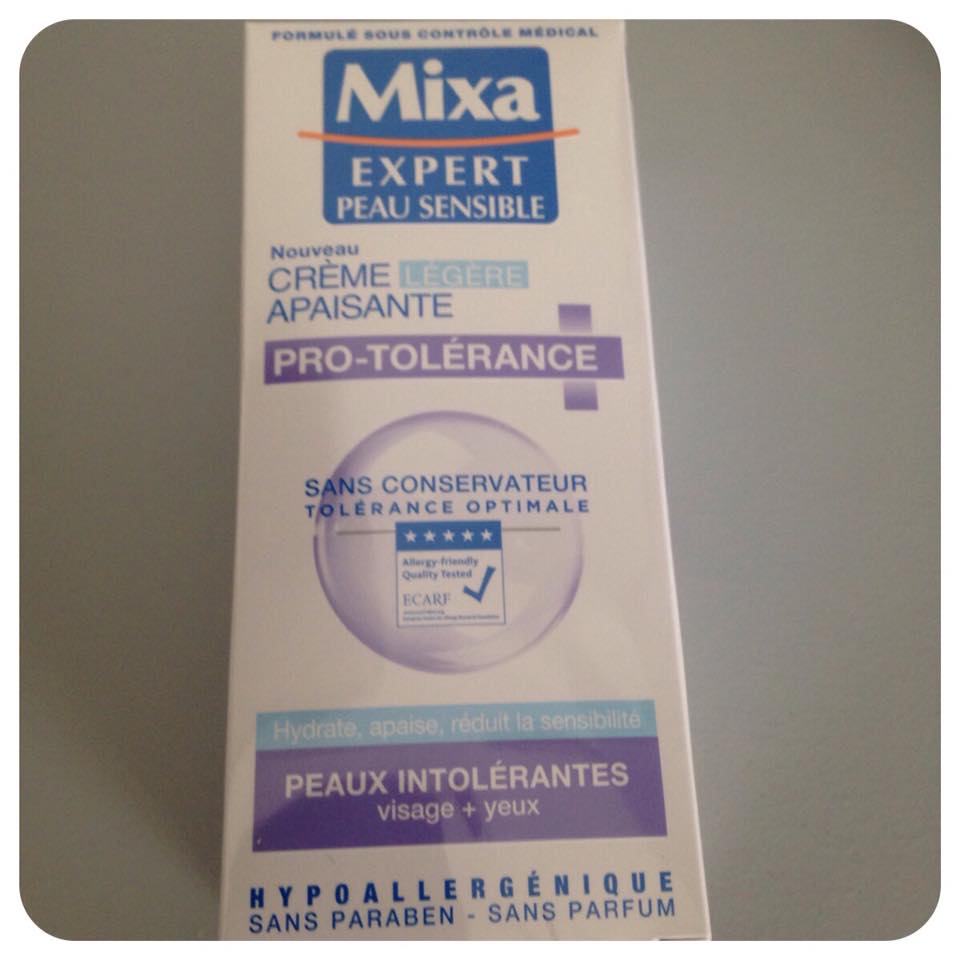 FORMULÉ SOUS CONTRÔLE MÉDICAL
Mixa
EXPERT
PEAU SENSIBLE
Nouveau
CRÈME LÉGÈRE
APAISANTE
PRO-TOLÉRANCE
SANS CONSERVATEUR
TOLÉRANCE OPTIMALE
Allergy-friendly
Quality Tested
ECARF
Hydrate, apaise, réduit la sensibilité
PEAUX INTOLÉRANTES
visage + yeux
HYPOALLERGÉNIQUE
SANS PARABEN - SANS PARFUM